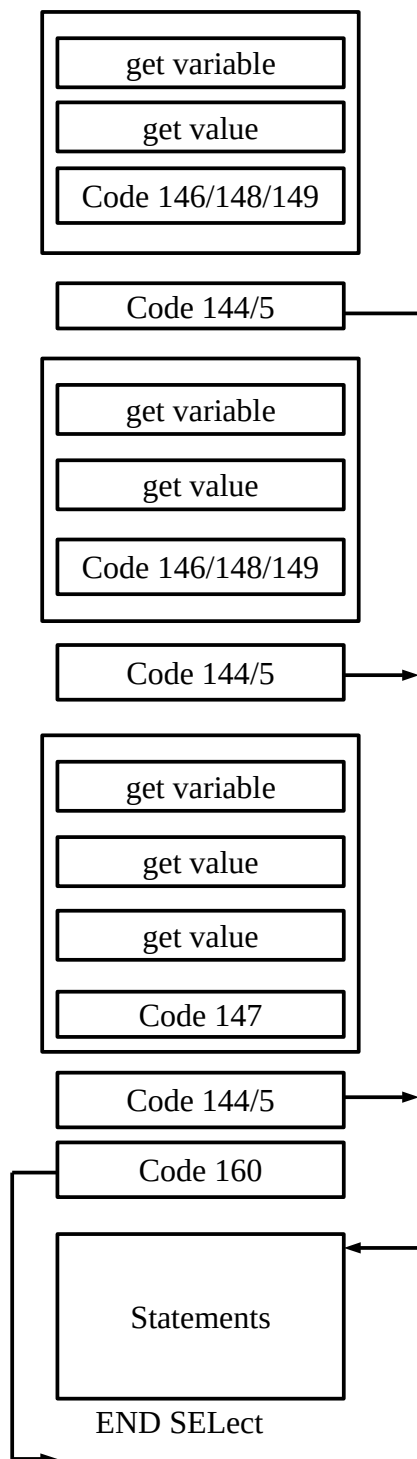 get variable
get value
Code 146/148/149
Code 144/5
get variable
get value
Code 146/148/149
Code 144/5
get variable
get value
get value
Code 147
Code 144/5
Code 160
Statements
END SELect